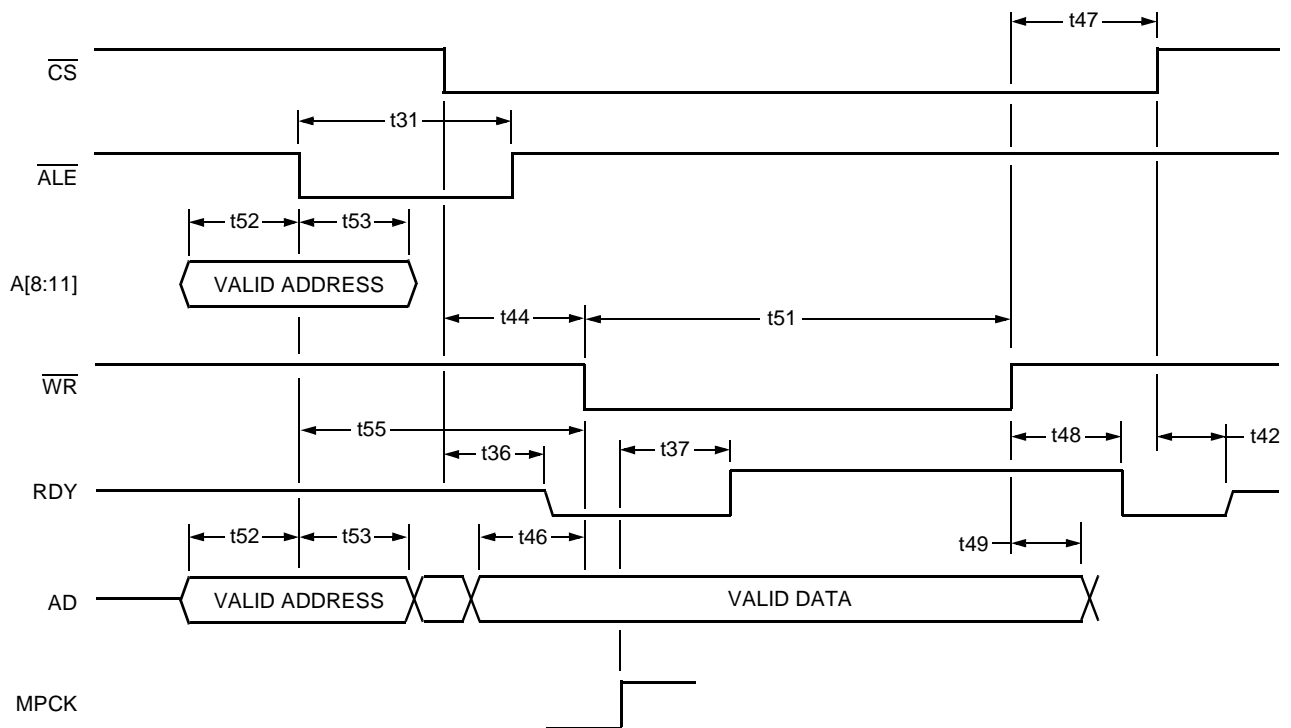 t47
CS
t31
ALE
t52 t53
A[8:11] VALID ADDRESS
t44 t51
WR
t55 t48 t42
t36 t37
RDY
t52 t53 t46 t49
AD VALID ADDRESS VALID DATA
MPCK